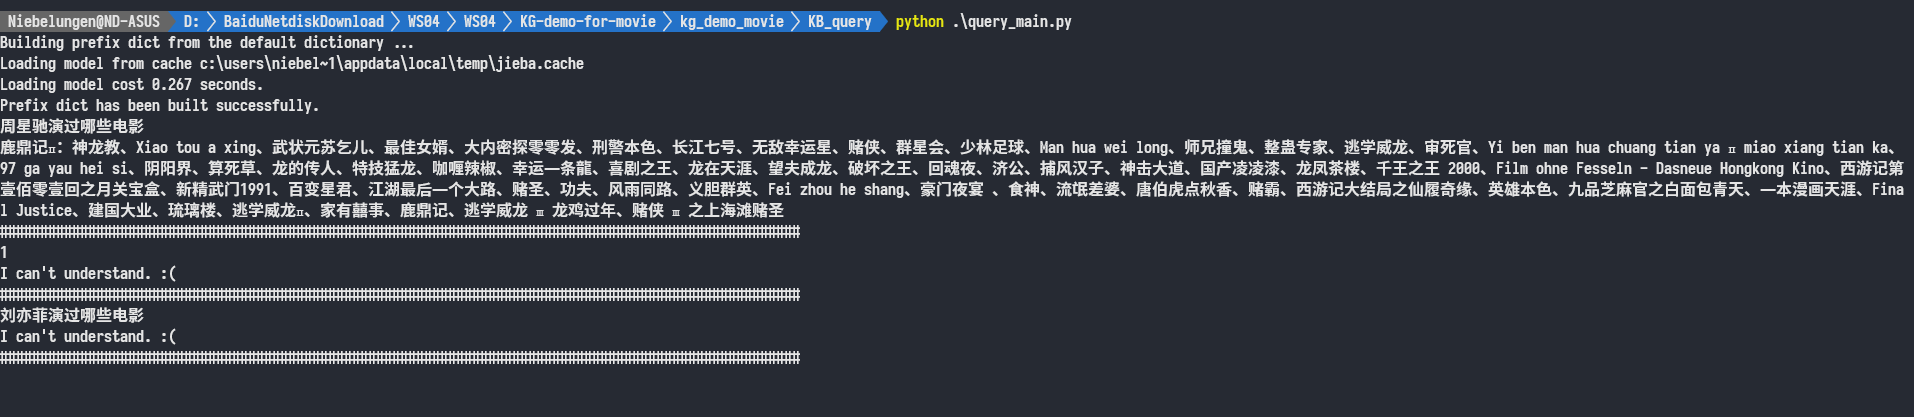 Niebelungen@ND-ASUS D: BaiduNetdiskDownload WS04 WS04 KG-demo-for-movie kg_demo_movie KB_query python .\query_main.py
Building prefix dict from the default dictionary ...
Loading model from cache c:\users\niebel~1\appdata\local\temp\jieba.cache
Loading model cost 0.267 seconds.
Prefix dict has been built successfully.
周星驰演过哪些电影
鹿鼎记Ⅱ: 神龙教、Xiao tou a xing、武状元苏乞儿、最佳女婿、大内密探零零发、刑警本色、长江七号、无敌幸运星、赌侠、群星会、少林足球、Man hua wei long、师兄撞鬼、整蛊专家、逃学威龙、审死官、Yi ben man hua chuang tian ya Ⅱ miao xiang tian ka、
97 ga yau hei si、阴阳界、算死草、龙的传人、特技猛龙、咖喱辣椒、幸运一条龍、喜剧之王、龙在天涯、望夫成龙、破坏之王、回魂夜、济公、捕风汉子、神击大道、国产凌凌漆、龙凤茶楼、千王之王 2000、Film ohne Fesseln - Dasneue Hongkong Kino、西游记第
壹佰零壹回之月关宝盒、新精武门1991、百变星君、江湖最后一个大路、赌圣、功夫、风雨同路、义胆群英、Fei zhou he shang、豪门夜宴 、食神、流氓差婆、唐伯虎点秋香、赌霸、西游记大结局之仙履奇缘、英雄本色、九品芝麻官之白面包青天、一本漫画天涯、Fina
l Justice、建国大业、琉璃楼、逃学威龙Ⅱ、家有囍事、鹿鼎记、逃学威龙 Ⅲ 龙鸡过年、赌侠 Ⅲ 之上海滩赌圣
####################################################################################################
1
I can't understand. :(
####################################################################################################
刘亦菲演过哪些电影
I can't understand. :(
####################################################################################################